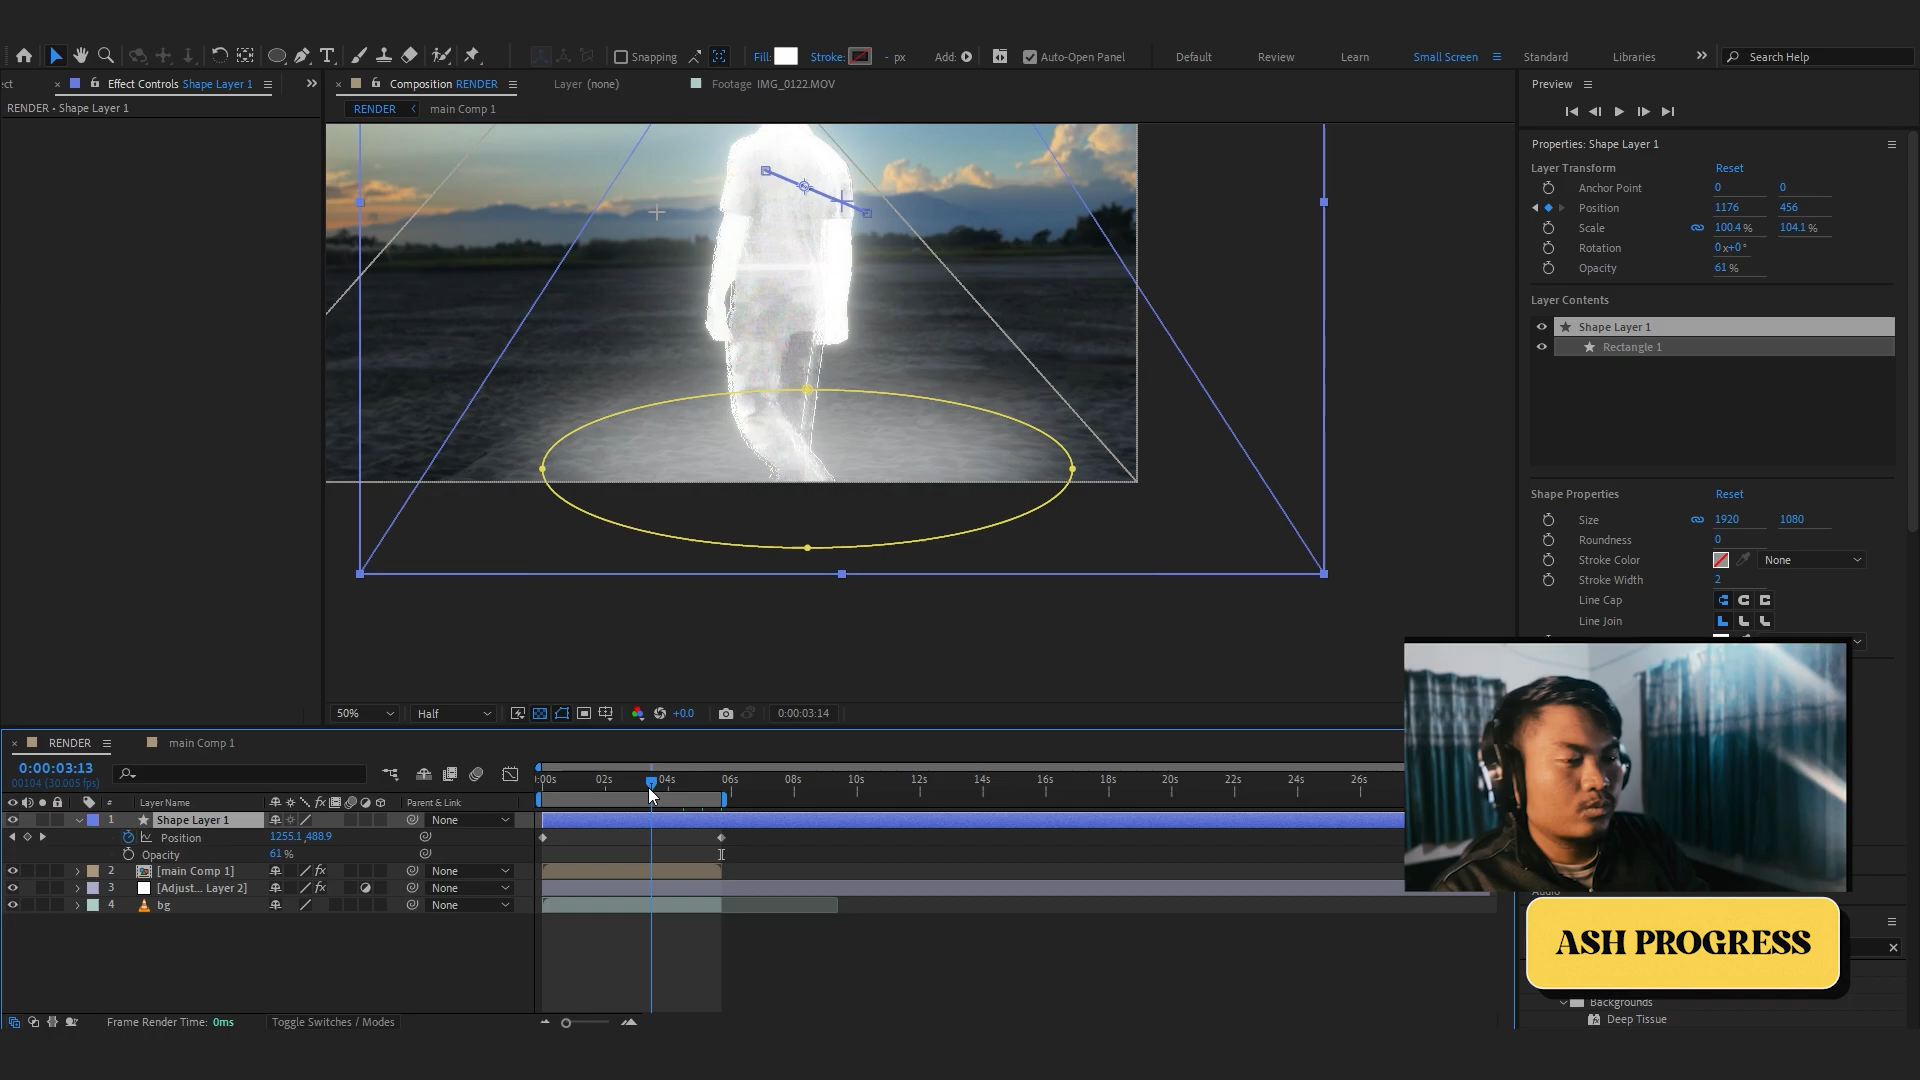 Snapping
Fill:
Stroke:
- px
Add:
Auto-Open Panel
Default
Review
Learn
Small Screen
Standard
Libraries
Search Help
ect
Effect Controls Shape Layer 1
Composition RENDER
Layer (none)
Footage IMG_0122.MOV
Preview
RENDER • Shape Layer 1
RENDER
main Comp 1
Properties: Shape Layer 1
Layer Transform
Reset
Anchor Point
0
0
Position
1176
456
Scale
100.4 %
104.1 %
Rotation
0x+0°
Opacity
61 %
Layer Contents
Shape Layer 1
Rectangle 1
Shape Properties
Reset
Size
1920
1080
Roundness
0
Stroke Color
None
Stroke Width
2
Line Cap
Line Join
50%
Half
+0.0
0:00:03:14
RENDER
main Comp 1
0:00:03:13
00104 (30.005 fps)
:00s
02s
04s
06s
08s
10s
12s
14s
16s
18s
20s
22s
24s
26s
#
Layer Name
Parent & Link
1
Shape Layer 1
None
Position
1255.1,488.9
Opacity
61 %
2
[main Comp 1]
None
3
[Adjust... Layer 2]
None
4
bg
None
Audio
ASH PROGRESS
Backgrounds
Deep Tissue
Frame Render Time: 0ms
Toggle Switches / Modes